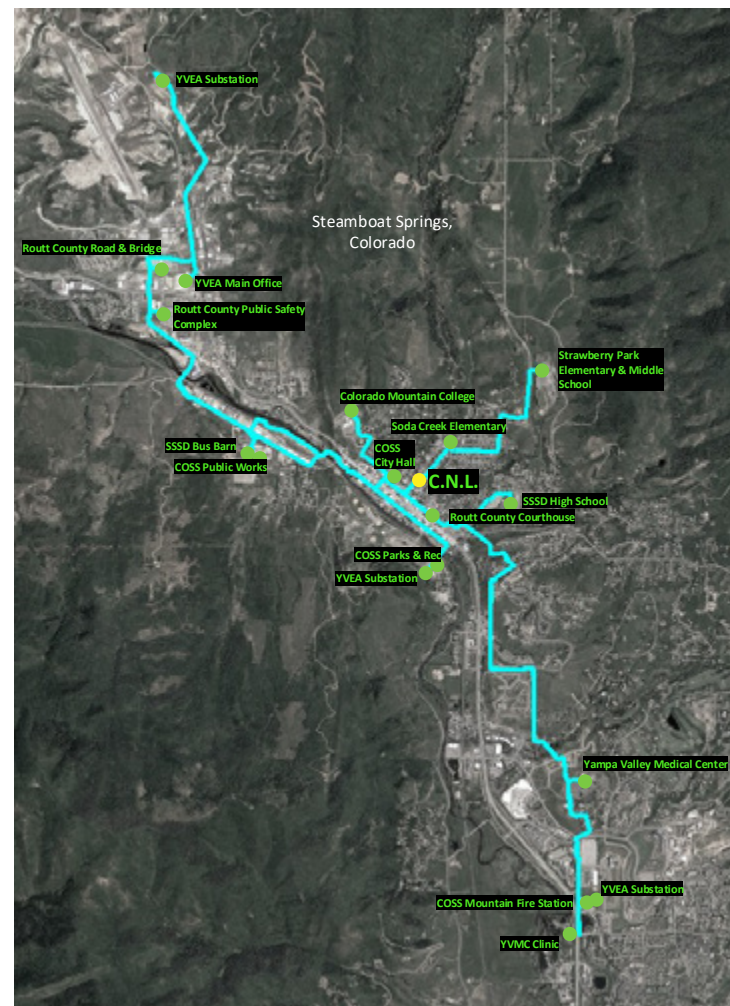 YVEA Substation
Steamboat Springs,
Colorado
Routt County Road & Bridge
YVEA Main Office
Routt County Public Safety
Complex
Strawberry Park
Elementary & Middle
School
Colorado Mountain College
Soda Creek Elementary
COSS
City Hall
SSSD Bus Barn
COSS Public Works
C.N.L.
SSSD High School
Routt County Courthouse
COSS Parks & Rec
YVEA Substation
Yampa Valley Medical Center
YVEA Substation
COSS Mountain Fire Station
YVMC Clinic